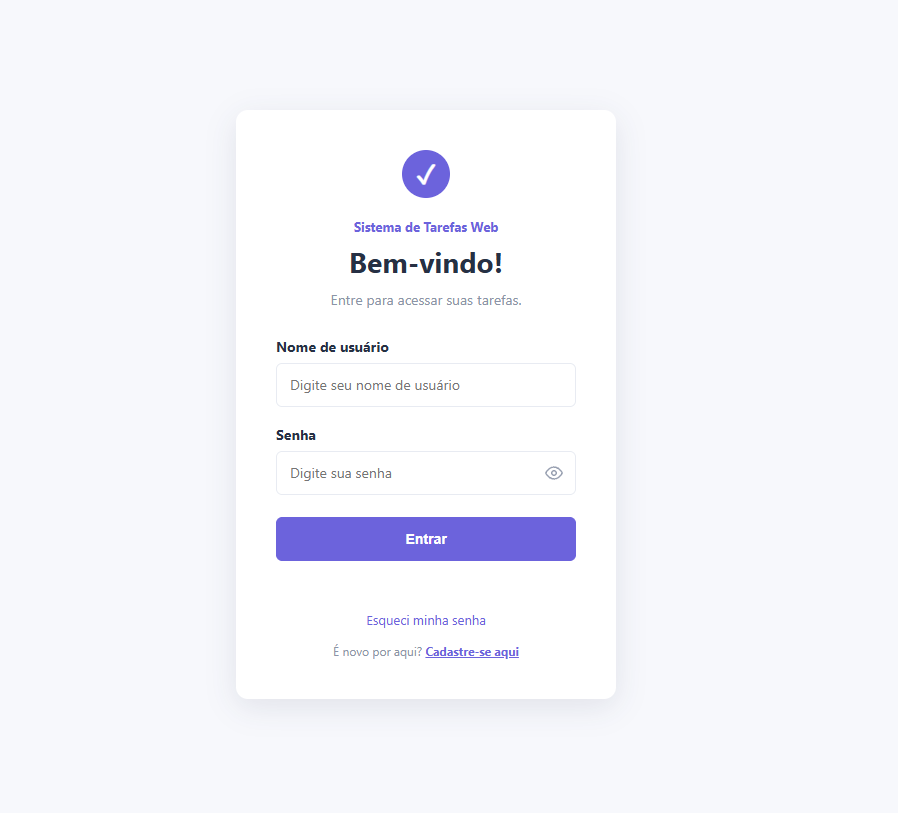 Sistema de Tarefas Web
Bem-vindo!
Entre para acessar suas tarefas.
Nome de usuário
Digite seu nome de usuário
Senha
Digite sua senha
Entrar
Esqueci minha senha
É novo por aqui? Cadastre-se aqui